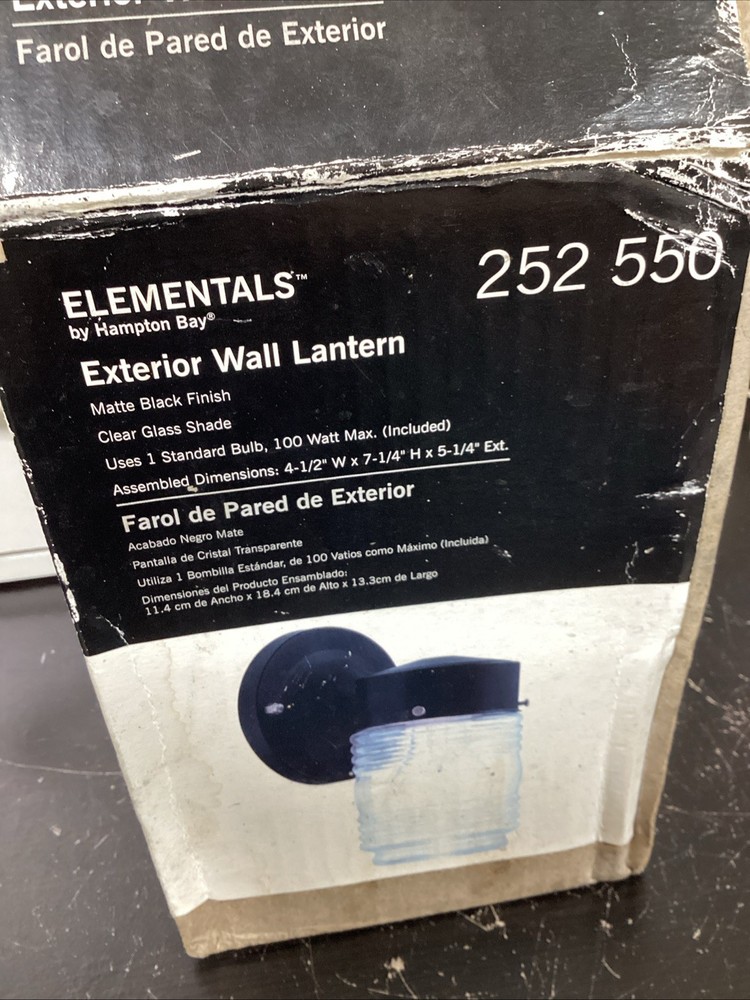 Exterior
Farol de Pared de Exterior
ELEMENTALS™
252 550
by Hampton Bay®
Exterior Wall Lantern
Matte Black Finish
Clear Glass Shade
Uses 1 Standard Bulb, 100 Watt Max. (Included)
Assembled Dimensions: 4-1/2" W x 7-1/4" H x 5-1/4" Ext.
Farol de Pared de Exterior
Acabado Negro Mate
Pantalla de Cristal Transparente
Utiliza 1 Bombilla Estándar, de 100 Vatios como Máximo (Incluida)
Dimensiones del Producto Ensamblado:
11.4 cm de Ancho x 18.4 cm de Alto x 13.3cm de Largo